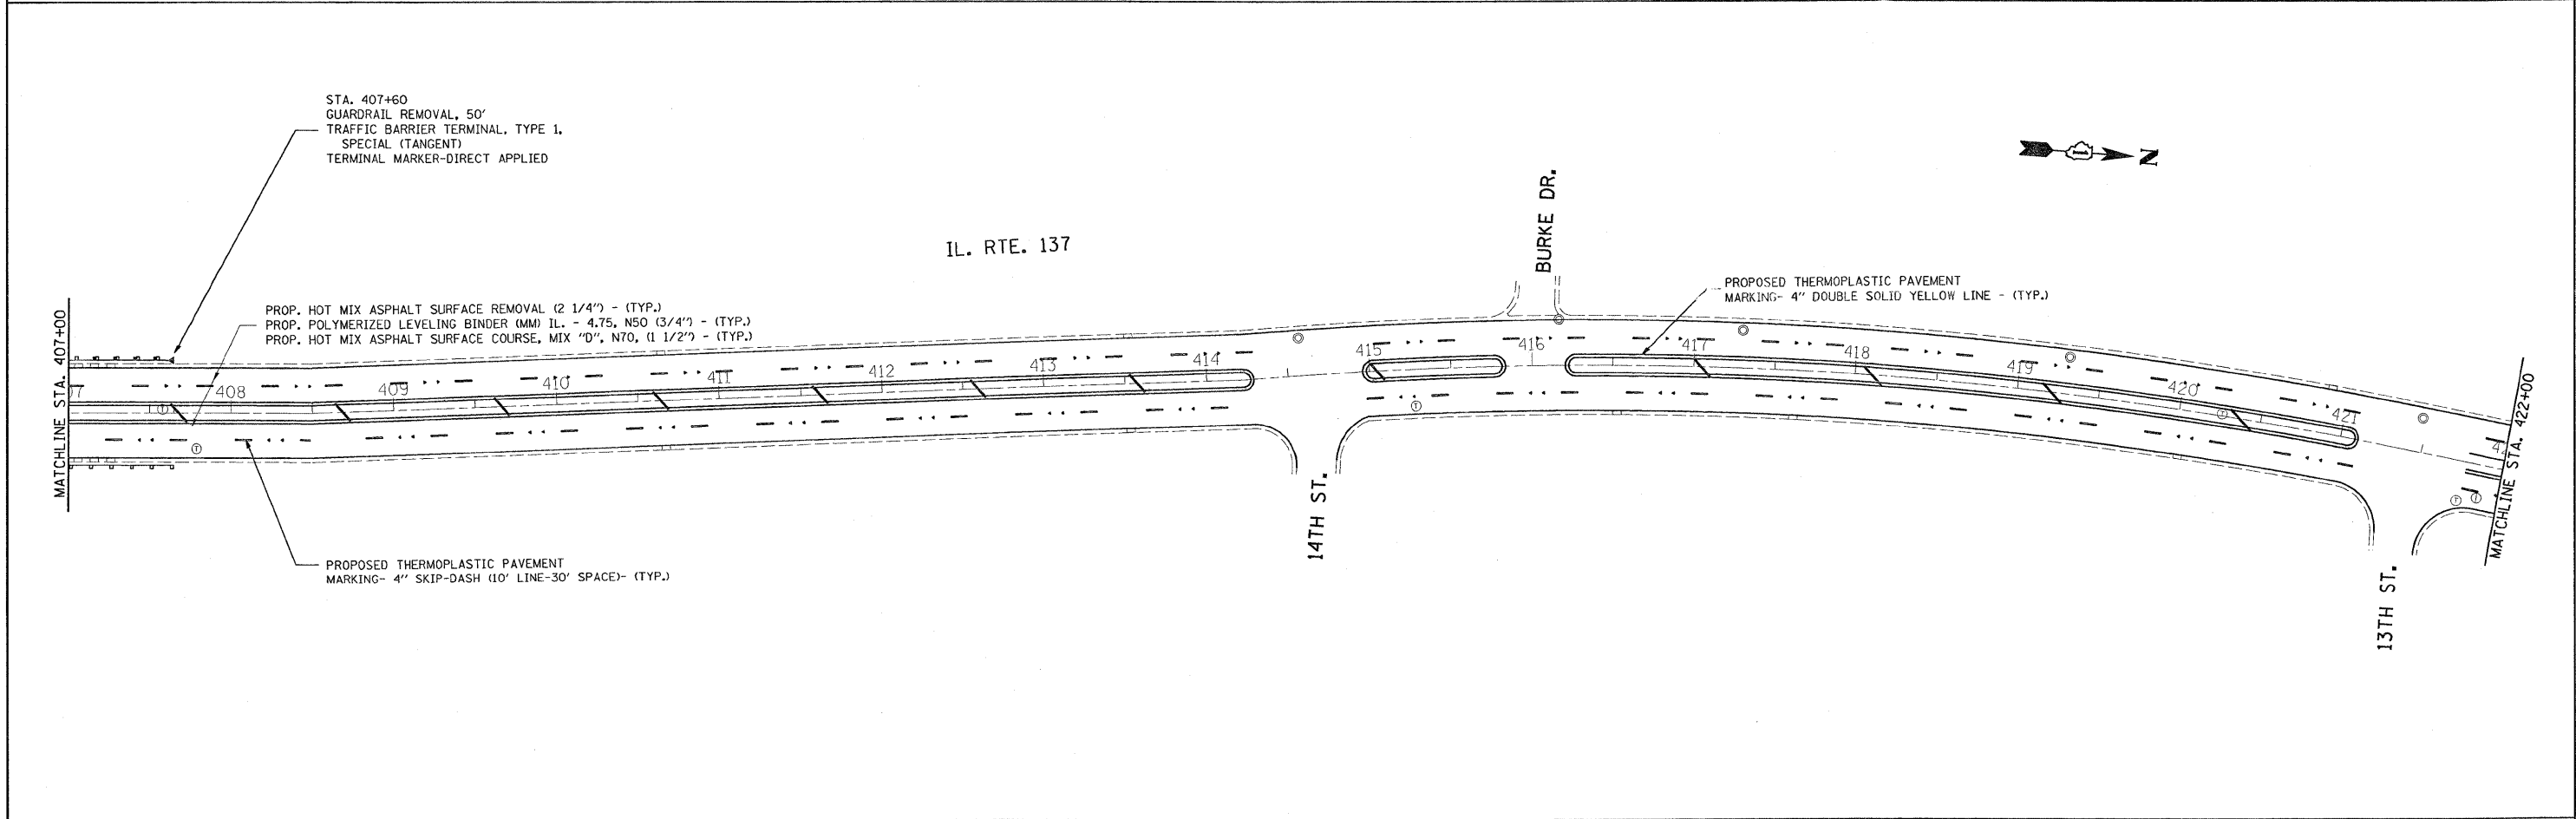 STA. 407+60
GUARDRAIL REMOVAL, 50'
TRAFFIC BARRIER TERMINAL, TYPE 1,
SPECIAL (TANGENT)
TERMINAL MARKER-DIRECT APPLIED
N
BURKE DR.
IL. RTE. 137
PROPOSED THERMOPLASTIC PAVEMENT
MARKING- 4" DOUBLE SOLID YELLOW LINE - (TYP.)
PROP. HOT MIX ASPHALT SURFACE REMOVAL (2 1/4") - (TYP.)
PROP. POLYMERIZED LEVELING BINDER (MM) IL. - 4.75, N50 (3/4") - (TYP.)
PROP. HOT MIX ASPHALT SURFACE COURSE, MIX "D", N70, (1 1/2") - (TYP.)
MATCHLINE STA. 407+00
07 408 409 410 411 412 413 414 415 416 417 418 419 420 421 42
MATCHLINE STA. 422+00
14TH ST.
13TH ST.
PROPOSED THERMOPLASTIC PAVEMENT
MARKING- 4" SKIP-DASH (10' LINE-30' SPACE)- (TYP.)